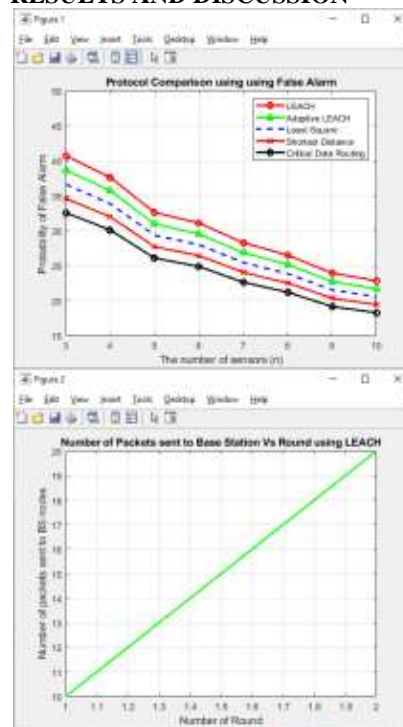 RESULTS AND DISCUSSION
Figure 1
File Edit View Insert Tools Desktop Window Help
Protocol Comparison using using False Alarm
LEACH
Adaptive LEACH
Least Square
Shortest Distance
Critical Data Routing
Probability of False Alarm
50
45
40
35
30
25
20
15
3 4 5 6 7 8 9 10
The number of sensors (n)
Figure 2
File Edit View Insert Tools Desktop Window Help
Number of Packets sent to Base Station Vs Round using LEACH
Number of packets sent to BS nodes
20
19
18
17
16
15
14
13
12
11
10
1 1.1 1.2 1.3 1.4 1.5 1.6 1.7 1.8 1.9 2
Number of Round